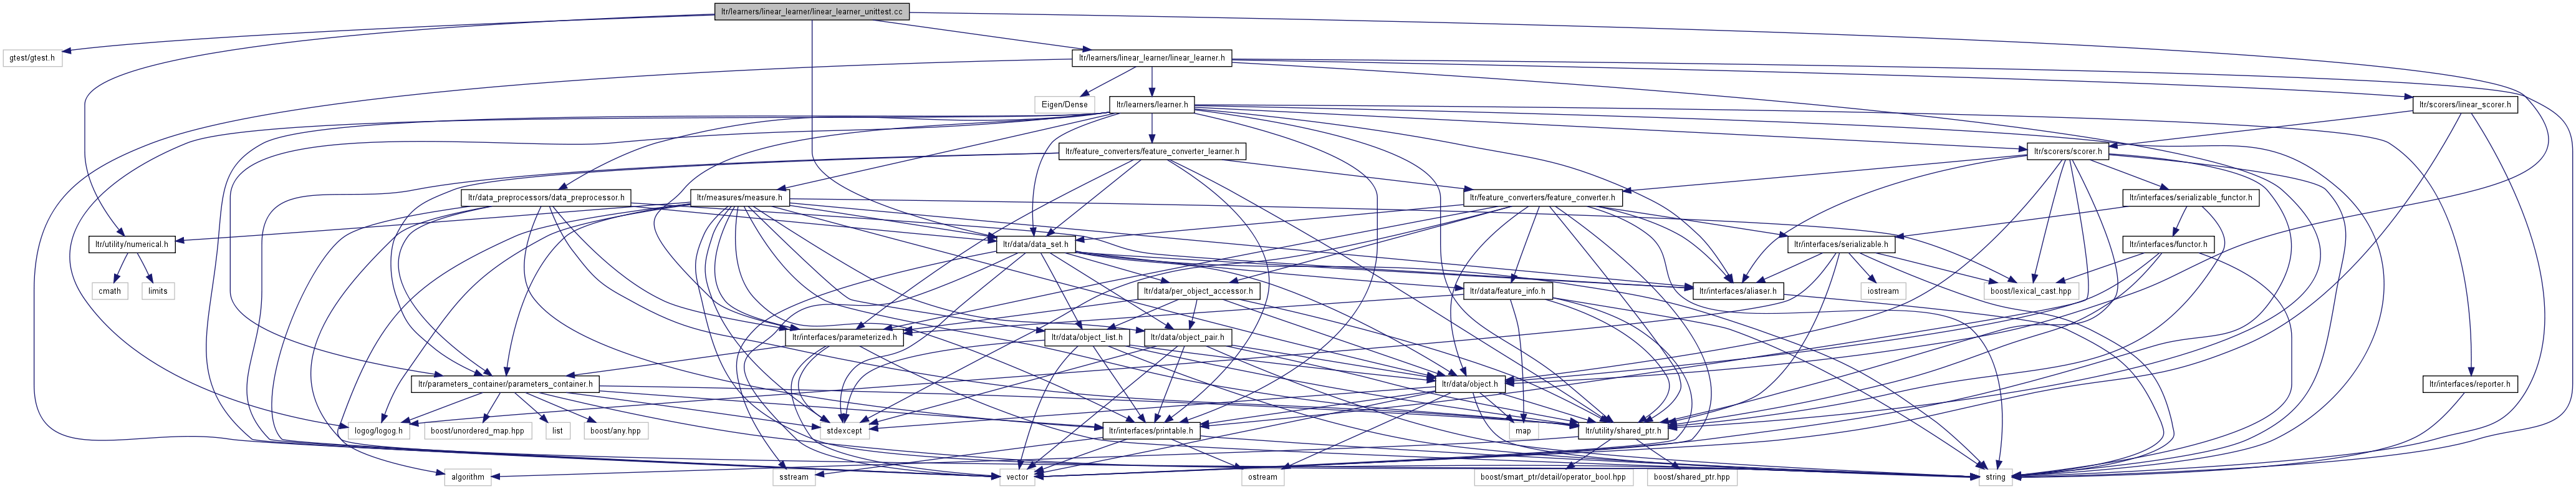 ltr/learners/linear_learner/linear_learner_unittest.cc
gtest/gtest.h
ltr/learners/linear_learner/linear_learner.h
Eigen/Dense
ltr/learners/learner.h
ltr/scorers/linear_scorer.h
ltr/feature_converters/feature_converter_learner.h
ltr/scorers/scorer.h
ltr/data_preprocessors/data_preprocessor.h
ltr/measures/measure.h
ltr/feature_converters/feature_converter.h
ltr/interfaces/serializable_functor.h
ltr/utility/numerical.h
ltr/data/data_set.h
ltr/interfaces/serializable.h
ltr/interfaces/functor.h
cmath
limits
ltr/data/per_object_accessor.h
ltr/data/feature_info.h
ltr/interfaces/aliaser.h
iostream
boost/lexical_cast.hpp
ltr/interfaces/parameterized.h
ltr/data/object_list.h
ltr/data/object_pair.h
ltr/parameters_container/parameters_container.h
ltr/data/object.h
ltr/interfaces/reporter.h
logog/logog.h
boost/unordered_map.hpp
list
boost/any.hpp
stdexcept
ltr/interfaces/printable.h
map
ltr/utility/shared_ptr.h
algorithm
sstream
vector
ostream
boost/smart_ptr/detail/operator_bool.hpp
boost/shared_ptr.hpp
string